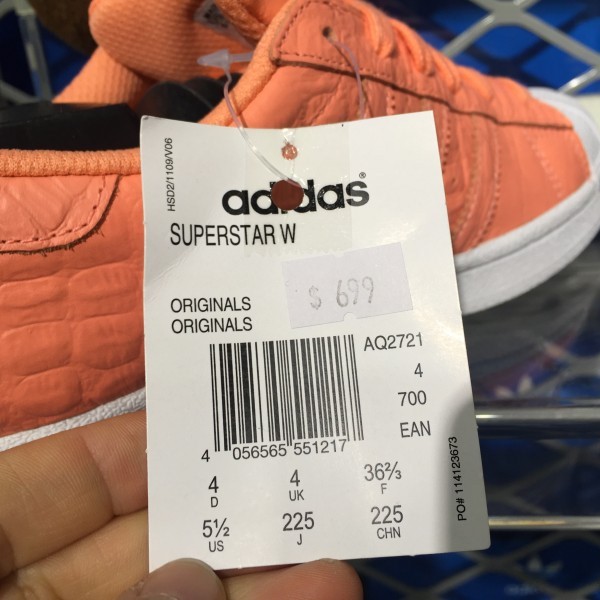 HSD2/1109/V06
adidas®
SUPERSTAR W
$ 699
ORIGINALS
ORIGINALS
AQ2721
4
700
EAN
4 056565 551217
4 4 36⅔
D UK F
5½ 225 225
US J CHN
PO# 114123673